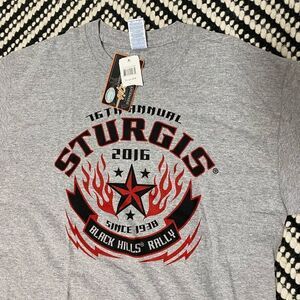 76TH ANNUAL
STURGIS®
2016
SINCE 1938
BLACK HILLS® RALLY